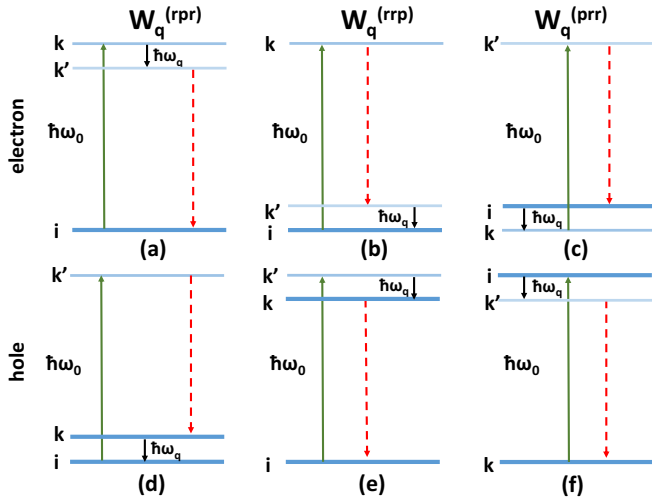 W_q^(rpr) W_q^(rrp) W_q^(prr)
electron
k
k'
ħω_q
ħω_0
i
(a)
k
ħω_0
k'
ħω_q
i
(b)
k'
ħω_0
i
ħω_q
k
(c)
hole
k'
ħω_0
k
ħω_q
i
(d)
k'
ħω_q
k
ħω_0
i
(e)
i
ħω_q
k'
ħω_0
k
(f)